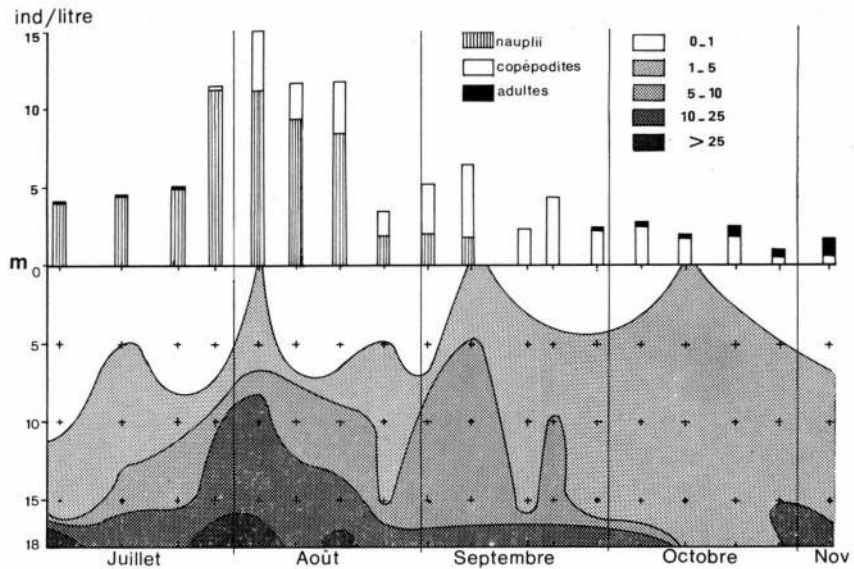 ind/litre
15
10
5
m
0
5
10
15
18
nauplii
copépodites
adultes
0_1
1_5
5_10
10_25
> 25
Juillet Août Septembre Octobre Nov